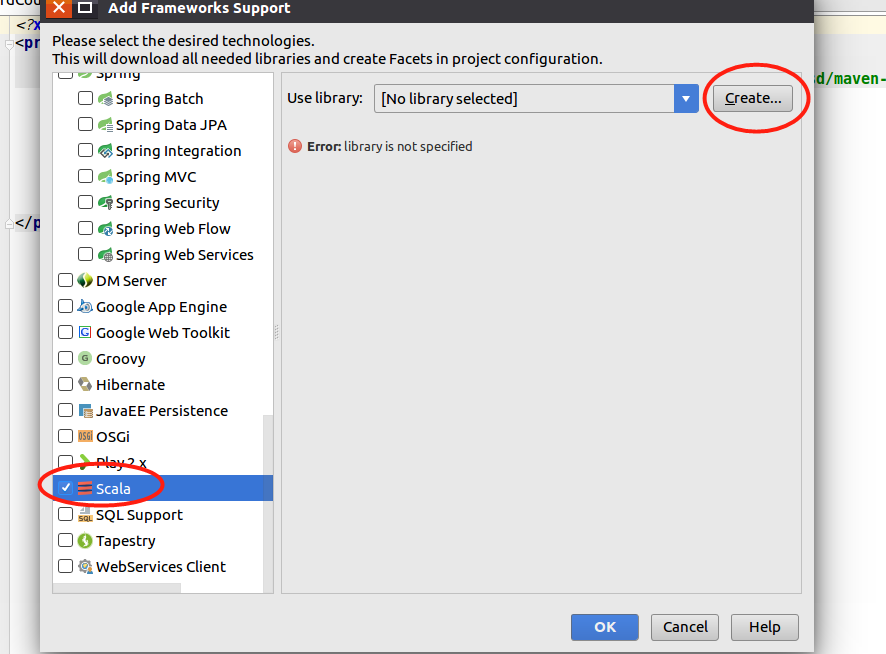 Add Frameworks Support
<?x
<pr
Please select the desired technologies.
This will download all needed libraries and create Facets in project configuration.
d/maven-
Spring
Spring Batch
Spring Data JPA
Spring Integration
Spring MVC
Spring Security
Spring Web Flow
Spring Web Services
DM Server
Google App Engine
G Google Web Toolkit
G Groovy
Hibernate
JavaEE Persistence
OSGi OSGi
Play 2.x
Scala
SQL SQL Support
Tapestry
WebServices Client
Use library: [No library selected] Create...
Error: library is not specified
</p
OK Cancel Help